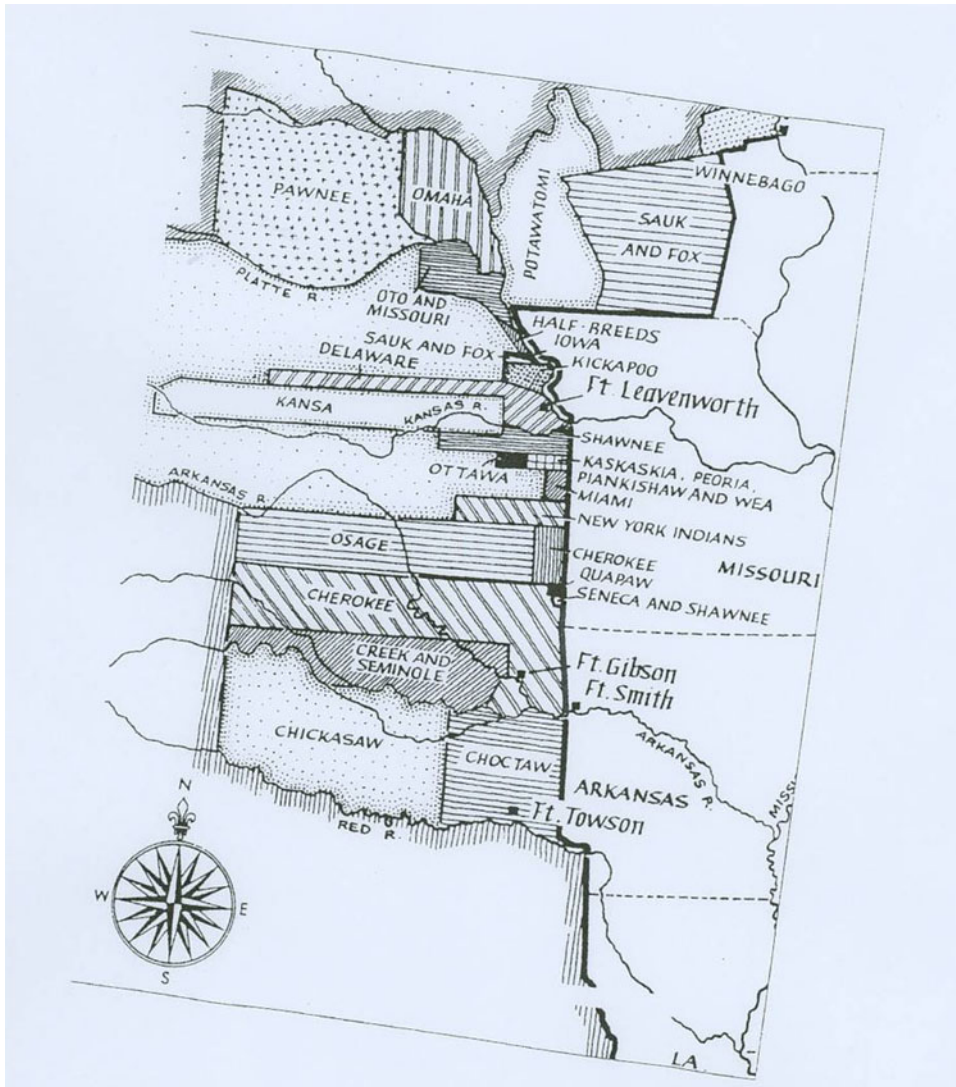 WINNEBAGO
PAWNEE
OMAHA
POTAWATOMI
SAUK
AND FOX
PLATTE R.
OTO AND
MISSOURI
HALF-BREEDS
IOWA
SAUK AND FOX
KICKAPOO
DELAWARE
Ft. Leavenworth
KANSA
KANSAS R.
SHAWNEE
OTTAWA
KASKASKIA, PEORIA,
PIANKISHAW AND WEA
MIAMI
ARKANSAS R.
NEW YORK INDIANS
OSAGE
CHEROKEE
MISSOURI
QUAPAW
SENECA AND SHAWNEE
CHEROKEE
CREEK AND
SEMINOLE
Ft. Gibson
Ft. Smith
CHICKASAW
CHOCTAW
ARKANSAS R.
ARKANSAS
MISSI
Ft. Towson
RED R.
N
W
E
S
LA.